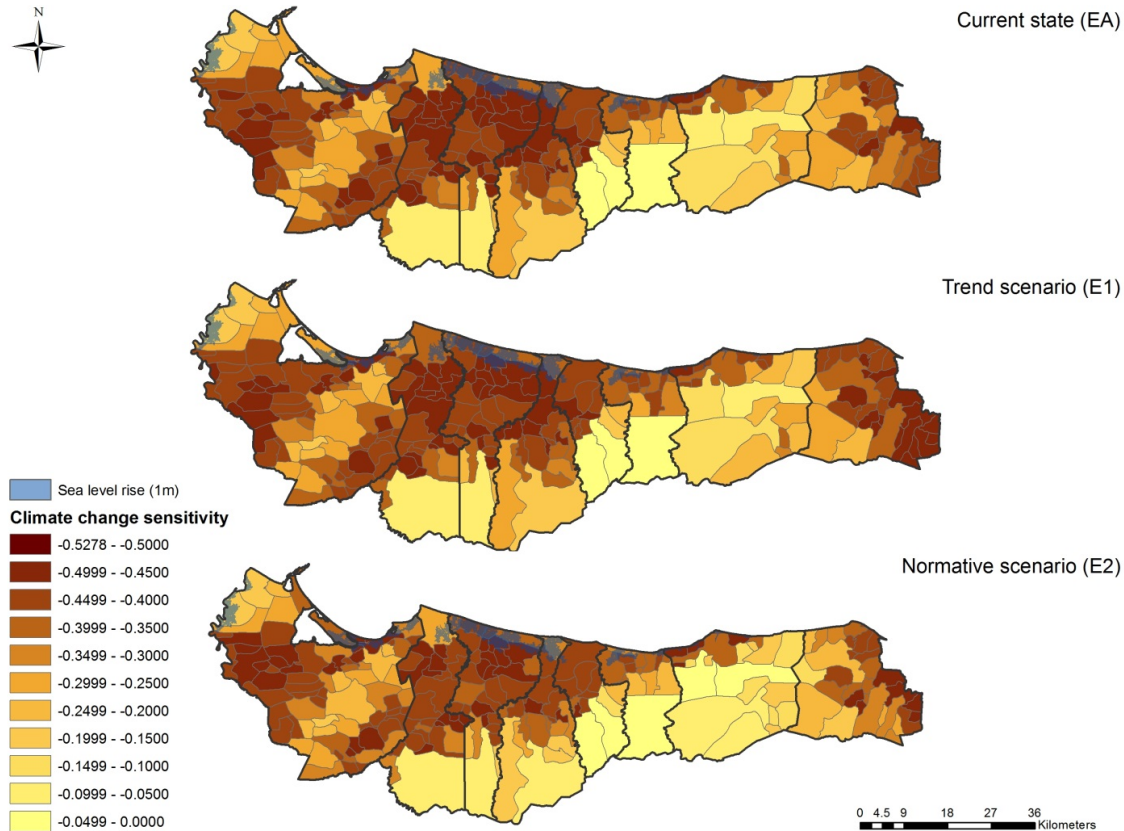 N
Current state (EA)
Trend scenario (E1)
Sea level rise (1m)
Climate change sensitivity
-0.5278 - -0.5000
-0.4999 - -0.4500
-0.4499 - -0.4000
-0.3999 - -0.3500
-0.3499 - -0.3000
-0.2999 - -0.2500
-0.2499 - -0.2000
-0.1999 - -0.1500
-0.1499 - -0.1000
-0.0999 - -0.0500
-0.0499 - 0.0000
Normative scenario (E2)
0 4.5 9 18 27 36
Kilometers